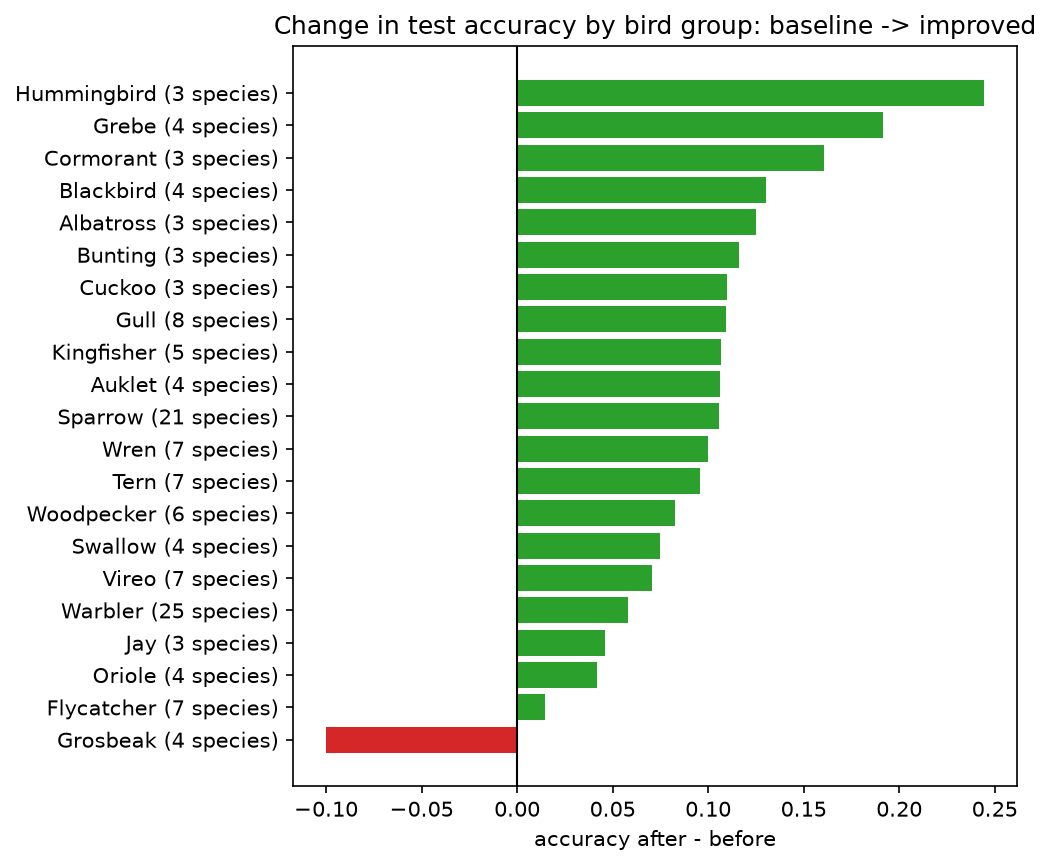 Change in test accuracy by bird group: baseline -> improved
Hummingbird (3 species)
Grebe (4 species)
Cormorant (3 species)
Blackbird (4 species)
Albatross (3 species)
Bunting (3 species)
Cuckoo (3 species)
Gull (8 species)
Kingfisher (5 species)
Auklet (4 species)
Sparrow (21 species)
Wren (7 species)
Tern (7 species)
Woodpecker (6 species)
Swallow (4 species)
Vireo (7 species)
Warbler (25 species)
Jay (3 species)
Oriole (4 species)
Flycatcher (7 species)
Grosbeak (4 species)
−0.10 −0.05 0.00 0.05 0.10 0.15 0.20 0.25
accuracy after - before